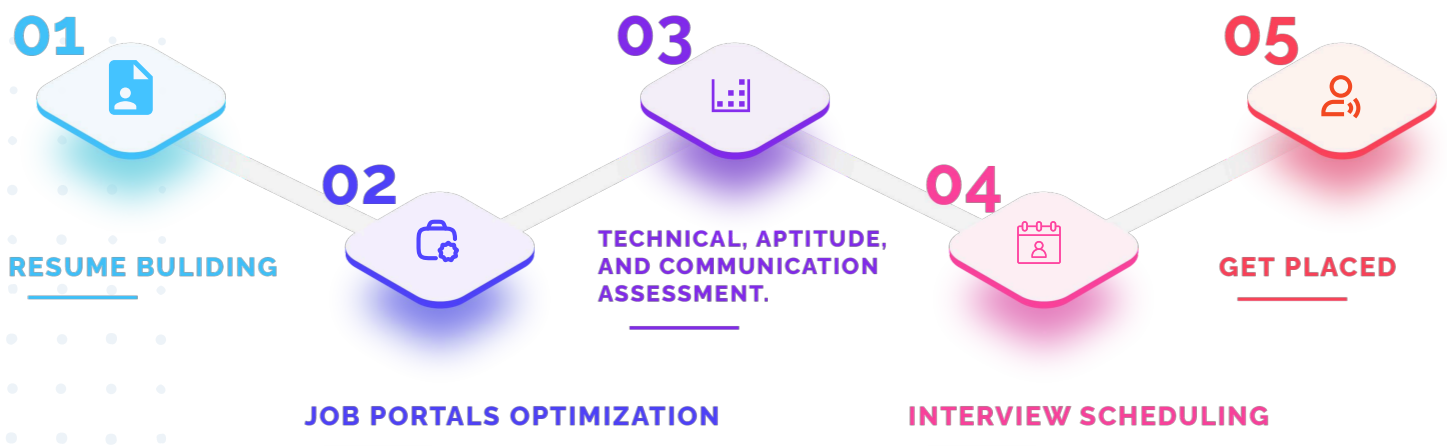 01
RESUME BULIDING
02
JOB PORTALS OPTIMIZATION
03
TECHNICAL, APTITUDE,
AND COMMUNICATION
ASSESSMENT.
04
INTERVIEW SCHEDULING
05
GET PLACED